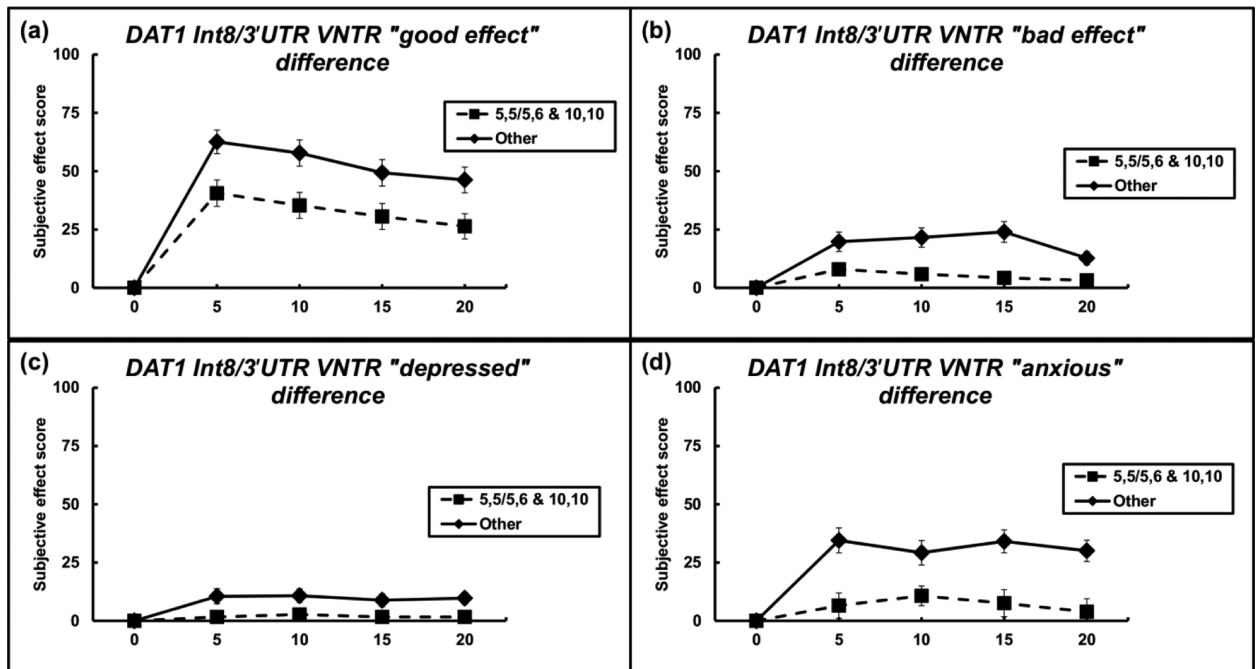 (a)
DAT1 Int8/3'UTR VNTR "good effect"
difference
100
75
50
25
0
Subjective effect score
5,5/5,6 & 10,10
Other
0 5 10 15 20
(b)
DAT1 Int8/3'UTR VNTR "bad effect"
difference
100
75
50
25
0
Subjective effect score
5,5/5,6 & 10,10
Other
0 5 10 15 20
(c)
DAT1 Int8/3'UTR VNTR "depressed"
difference
100
75
50
25
0
Subjective effect score
5,5/5,6 & 10,10
Other
0 5 10 15 20
(d)
DAT1 Int8/3'UTR VNTR "anxious"
difference
100
75
50
25
0
Subjective effect score
5,5/5,6 & 10,10
Other
0 5 10 15 20